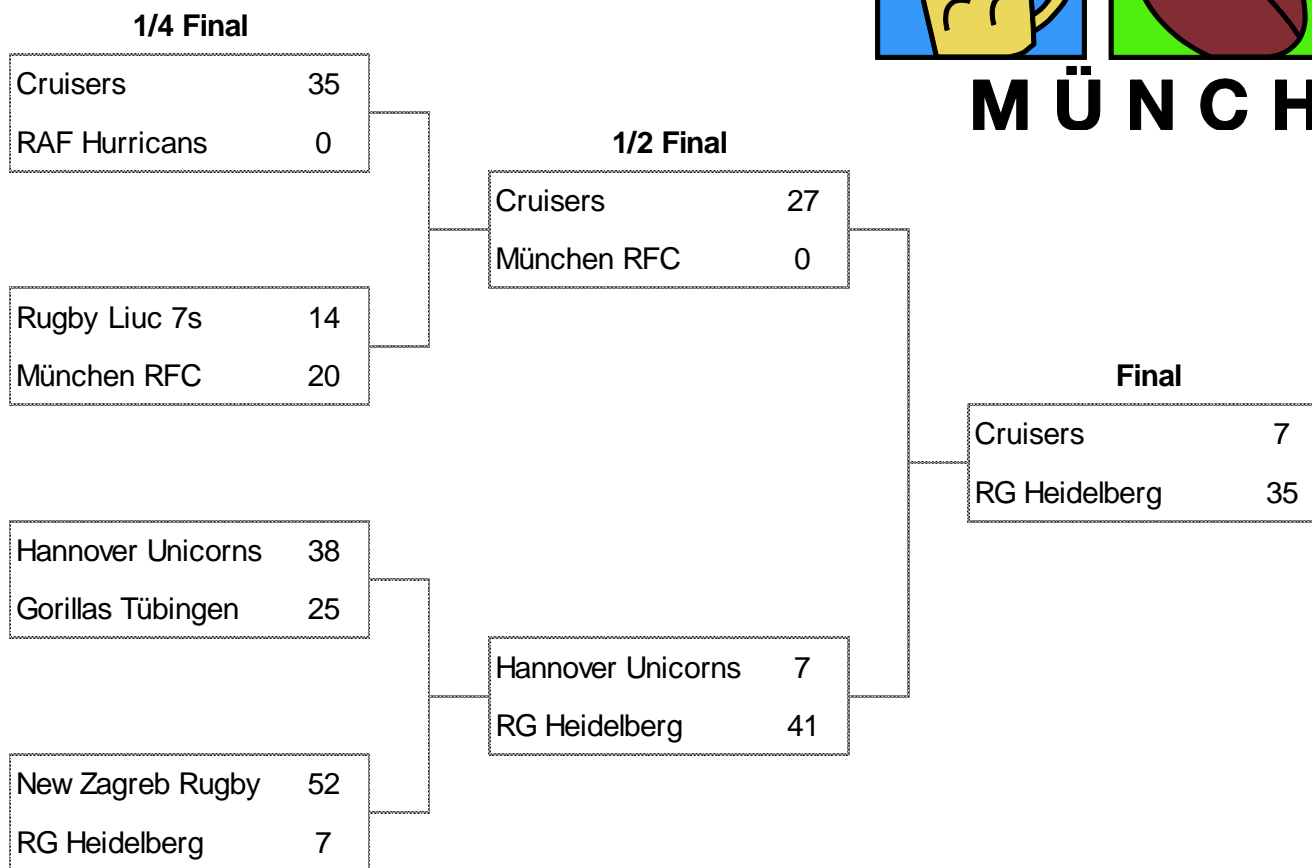 1/4 Final
Cruisers 35
RAF Hurricans 0
Rugby Liuc 7s 14
München RFC 20
Hannover Unicorns 38
Gorillas Tübingen 25
New Zagreb Rugby 52
RG Heidelberg 7
1/2 Final
Cruisers 27
München RFC 0
Hannover Unicorns 7
RG Heidelberg 41
MÜNCH
Final
Cruisers 7
RG Heidelberg 35